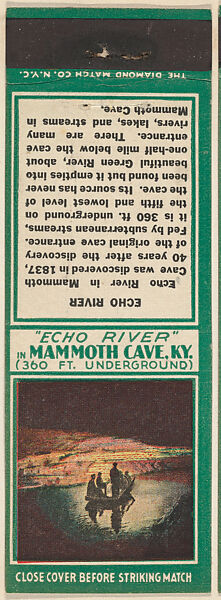 THE DIAMOND MATCH CO. N.Y.C.
ECHO RIVER
Echo River in Mammoth
Cave was discovered in 1837,
40 years after the discovery
of the original cave entrance.
Fed by subterranean streams,
it is 360 ft. underground on
the fifth and lowest level of
the cave. Its source has never
been found but it empties into
beautiful Green River, about
one-half mile below the cave
entrance. There are many
rivers, lakes, and streams in
Mammoth Cave.
"ECHO RIVER"
IN MAMMOTH CAVE, KY.
(360 FT. UNDERGROUND)
CLOSE COVER BEFORE STRIKING MATCH